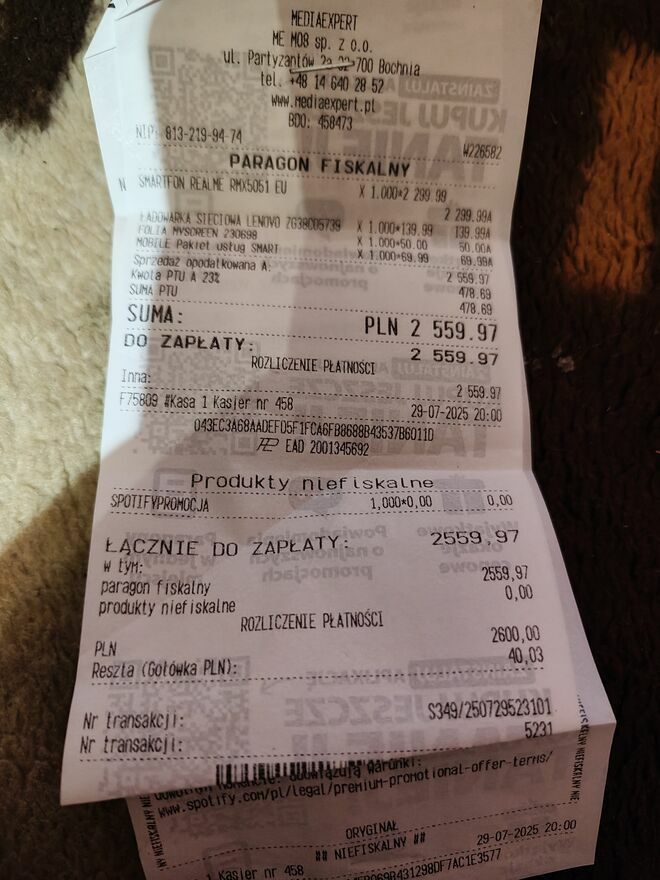 MEDIAEXPERT
ME M08 sp. z o.o.
ul. Partyzantów 2a 32-700 Bochnia
tel. +48 14 640 28 52
www.mediaexpert.pl
BDO: 458473
NIP: 813-219-94-74 W226582
PARAGON FISKALNY
N SMARTFON REALME RMX5051 EU X 1.000*2 299.99
2 299.99A
ŁADOWARKA SIECIOWA LENOVO ZG38C05739 X 1.000*139.99 139.99A
FOLIA MYSCREEN 230698 X 1.000*50.00 50.00A
MOBILE Pakiet usług SMART X 1.000*69.99 69.99A
Sprzedaż opodatkowana A: 2 559.97
Kwota PTU A 23% 478.69
SUMA PTU 478.69
SUMA: PLN 2 559.97
DO ZAPŁATY: 2 559.97
ROZLICZENIE PŁATNOŚCI
Inna: 2 559.97
F75809 #Kasa 1 Kasjer nr 458 29-07-2025 20:00
043EC3A68AADEFD5F1FCA6FB8688B43537B6011D
EAD 2001345692
Produkty niefiskalne
SPOTIFYPROMOCJA 1,000*0,00 0,00
ŁĄCZNIE DO ZAPŁATY: 2559,97
w tym:
paragon fiskalny 2559,97
produkty niefiskalne 0,00
ROZLICZENIE PŁATNOŚCI
PLN 2600,00
Reszta (Gotówka PLN): 40,03
Nr transakcji: S349/250729523101
Nr transakcji: 5231
obowiązują warunki:
www.spotify.com/pl/legal/premium-promotional-offer-terms/
ORYGINAŁ
## NIEFISKALNY ##
1 Kasjer nr 458 29-07-2025 20:00